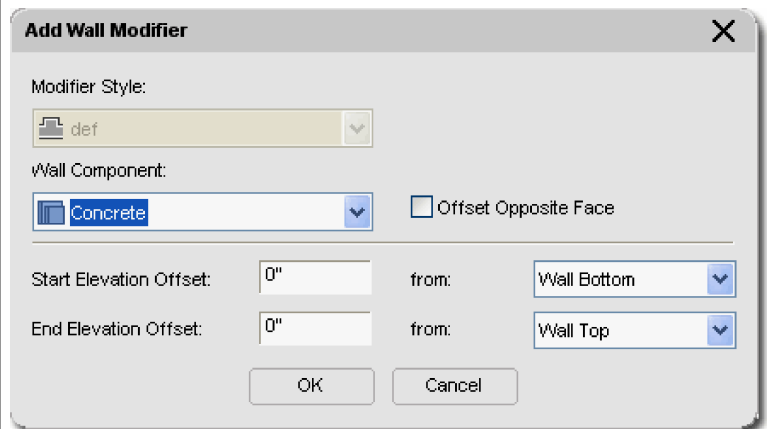 Add Wall Modifier
Modifier Style:
def
Wall Component:
Concrete
Offset Opposite Face
Start Elevation Offset: 0" from: Wall Bottom
End Elevation Offset: 0" from: Wall Top
OK Cancel